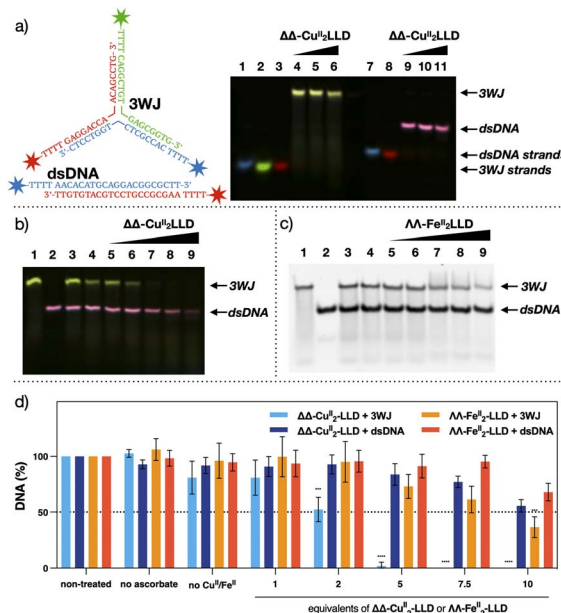 a)
TTTT CAGGCTGT
ACAGCCTG-3'
3WJ
GAGCGGTG-3'
TTTT GAGGACCA
3'-CTCCTGGT
CTCGCCAC TTTT
dsDNA
TTTT AACACATGCAGGACGGCGCTT-3'
3'-TTGTGTACGTCCTGCCGCGAA TTTT
ΔΔ-Cuᴵᴵ₂LLD ΔΔ-Cuᴵᴵ₂LLD
1 2 3 4 5 6 7 8 9 10 11
3WJ
dsDNA
dsDNA strands
3WJ strands
b)
ΔΔ-Cuᴵᴵ₂LLD
1 2 3 4 5 6 7 8 9
3WJ
dsDNA
c)
ΛΛ-Feᴵᴵ₂LLD
1 2 3 4 5 6 7 8 9
3WJ
dsDNA
d)
ΔΔ-Cuᴵᴵ₂-LLD + 3WJ ΛΛ-Feᴵᴵ₂-LLD + 3WJ
ΔΔ-Cuᴵᴵ₂-LLD + dsDNA ΛΛ-Feᴵᴵ₂-LLD + dsDNA
DNA (%)
100
50
0
*** **** **** **** ***
non-treated no ascorbate no Cuᴵᴵ/Feᴵᴵ 1 2 5 7.5 10
equivalents of ΔΔ-Cuᴵᴵ₂-LLD or ΛΛ-Feᴵᴵ₂-LLD